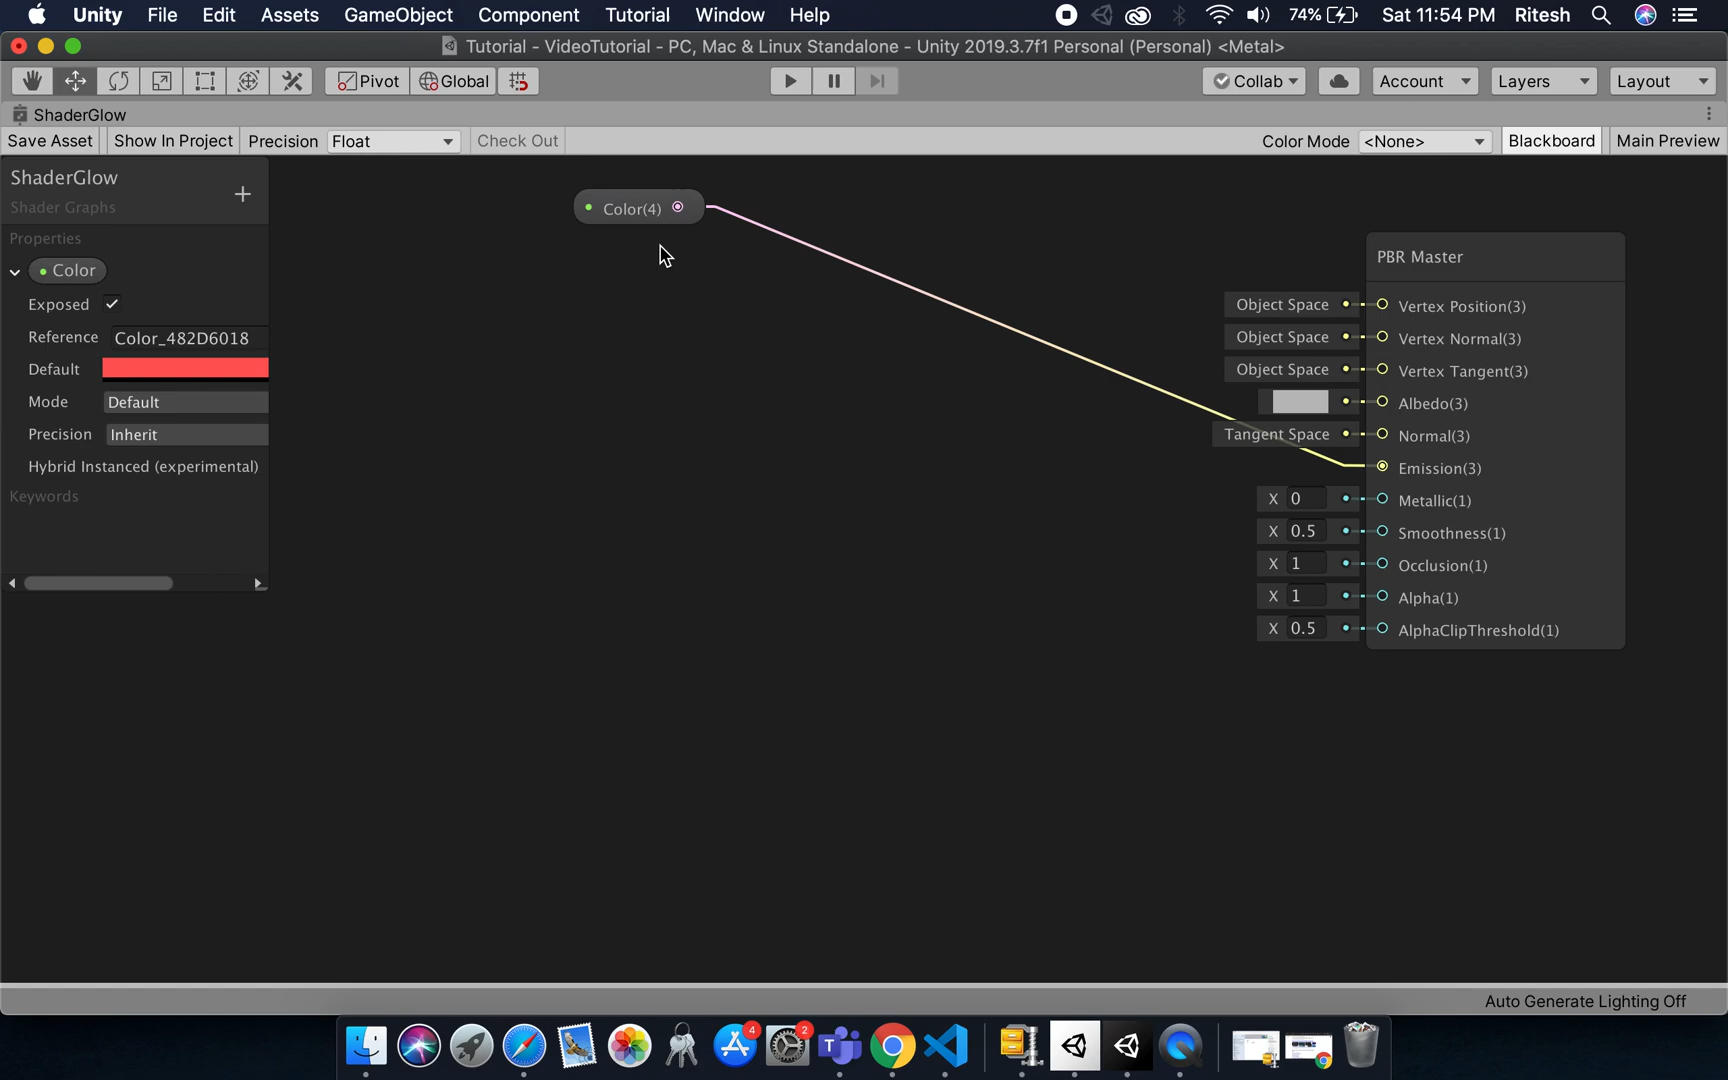 Unity File Edit Assets GameObject Component Tutorial Window Help 74% Sat 11:54 PM Ritesh
Tutorial - VideoTutorial - PC, Mac & Linux Standalone - Unity 2019.3.7f1 Personal (Personal) <Metal>
Pivot Global Collab Account Layers Layout
ShaderGlow
Save Asset Show In Project Precision Float Check Out Color Mode <None> Blackboard Main Preview
ShaderGlow
+
Shader Graphs
Properties
Color
Exposed
Reference Color_482D6018
Default
Mode Default
Precision Inherit
Hybrid Instanced (experimental)
Keywords
Color(4)
PBR Master
Object Space Vertex Position(3)
Object Space Vertex Normal(3)
Object Space Vertex Tangent(3)
Albedo(3)
Tangent Space Normal(3)
Emission(3)
X 0 Metallic(1)
X 0.5 Smoothness(1)
X 1 Occlusion(1)
X 1 Alpha(1)
X 0.5 AlphaClipThreshold(1)
Auto Generate Lighting Off
4 2 T